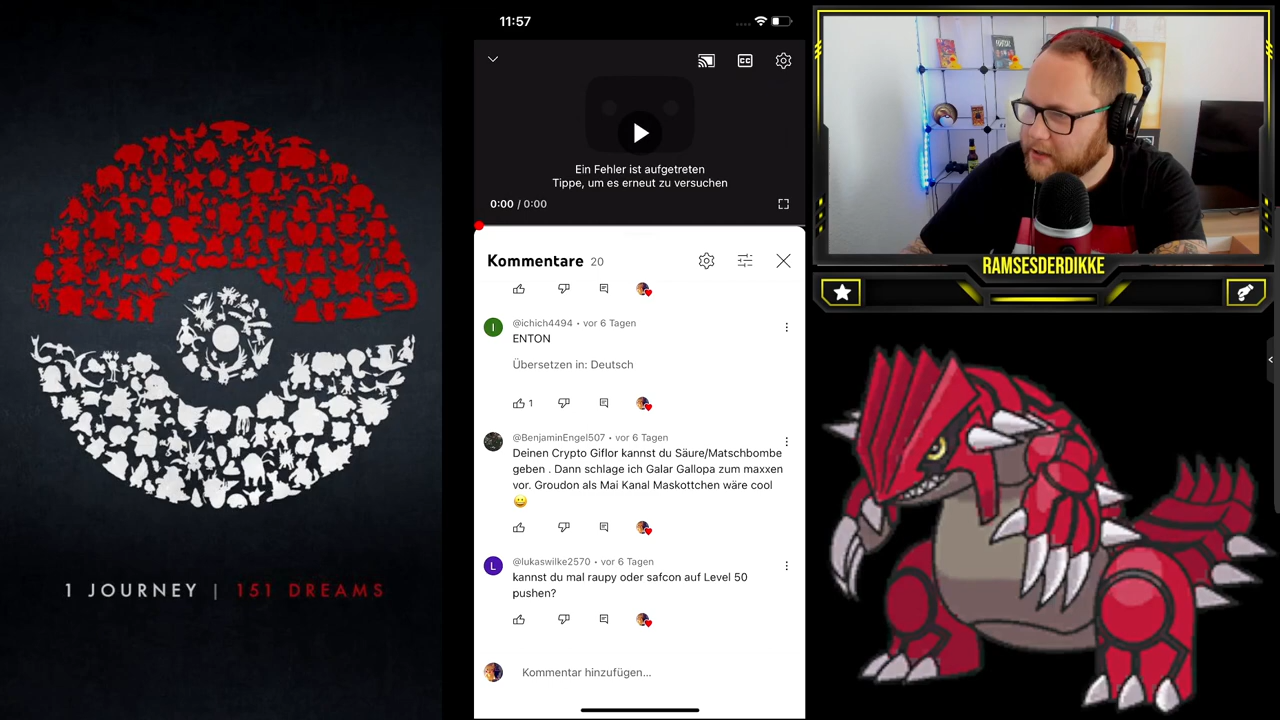 11:57
Ein Fehler ist aufgetreten
Tippe, um es erneut zu versuchen
0:00 / 0:00
Kommentare 20
@ichich4494 • vor 6 Tagen
ENTON
Übersetzen in: Deutsch
1
@BenjaminEngel507 • vor 6 Tagen
Deinen Crypto Giflor kannst du Säure/Matschbombe
geben . Dann schlage ich Galar Gallopa zum maxxen
vor. Groudon als Mai Kanal Maskottchen wäre cool
😀
@lukaswilke2570 • vor 6 Tagen
kannst du mal raupy oder safcon auf Level 50
pushen?
Kommentar hinzufügen...
1 JOURNEY | 151 DREAMS
RAMSESDERDIKKE